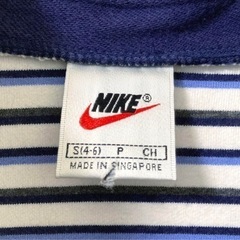 NIKE®
S(4-6) P CH
MADE IN SINGAPORE